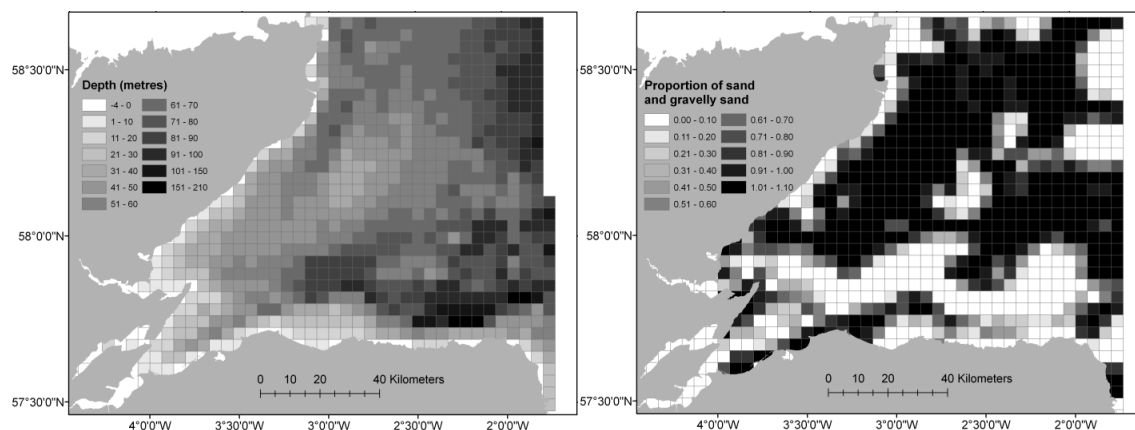 58°30'0"N
58°0'0"N
57°30'0"N
Depth (metres)
-4 - 0
1 - 10
11 - 20
21 - 30
31 - 40
41 - 50
51 - 60
61 - 70
71 - 80
81 - 90
91 - 100
101 - 150
151 - 210
0 10 20 40 Kilometers
4°0'0"W 3°30'0"W 3°0'0"W 2°30'0"W 2°0'0"W
58°30'0"N
58°0'0"N
57°30'0"N
Proportion of sand
and gravelly sand
0.00 - 0.10
0.11 - 0.20
0.21 - 0.30
0.31 - 0.40
0.41 - 0.50
0.51 - 0.60
0.61 - 0.70
0.71 - 0.80
0.81 - 0.90
0.91 - 1.00
1.01 - 1.10
0 10 20 40 Kilometers
4°0'0"W 3°30'0"W 3°0'0"W 2°30'0"W 2°0'0"W